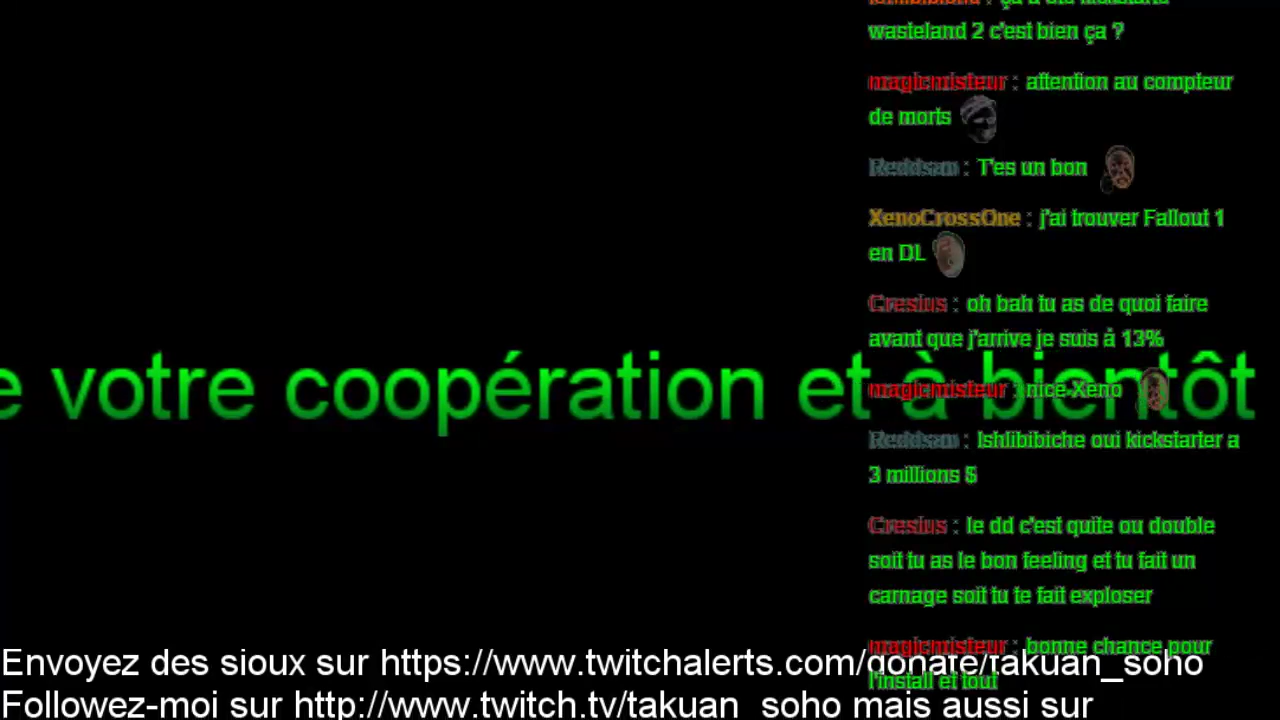 wasteland 2 c'est bien ça ?
magicmisteur : attention au compteur
de morts
Reddsan : T'es un bon
XenoCrossOne : j'ai trouver Fallout 1
en DL
Cresius : oh bah tu as de quoi faire
avant que j'arrive je suis à 13%
e votre coopération et à bientôt
magicmisteur : nice Xeno
Reddsan : Ishlibibiche oui kickstarter a
3 millions $
Cresius : le dd c'est quite ou double
soit tu as le bon feeling et tu fait un
carnage soit tu te fait exploser
magicmisteur : bonne chance pour
l'install et tout
Envoyez des sioux sur https://www.twitchalerts.com/donate/takuan_soho
Followez-moi sur http://www.twitch.tv/takuan_soho mais aussi sur